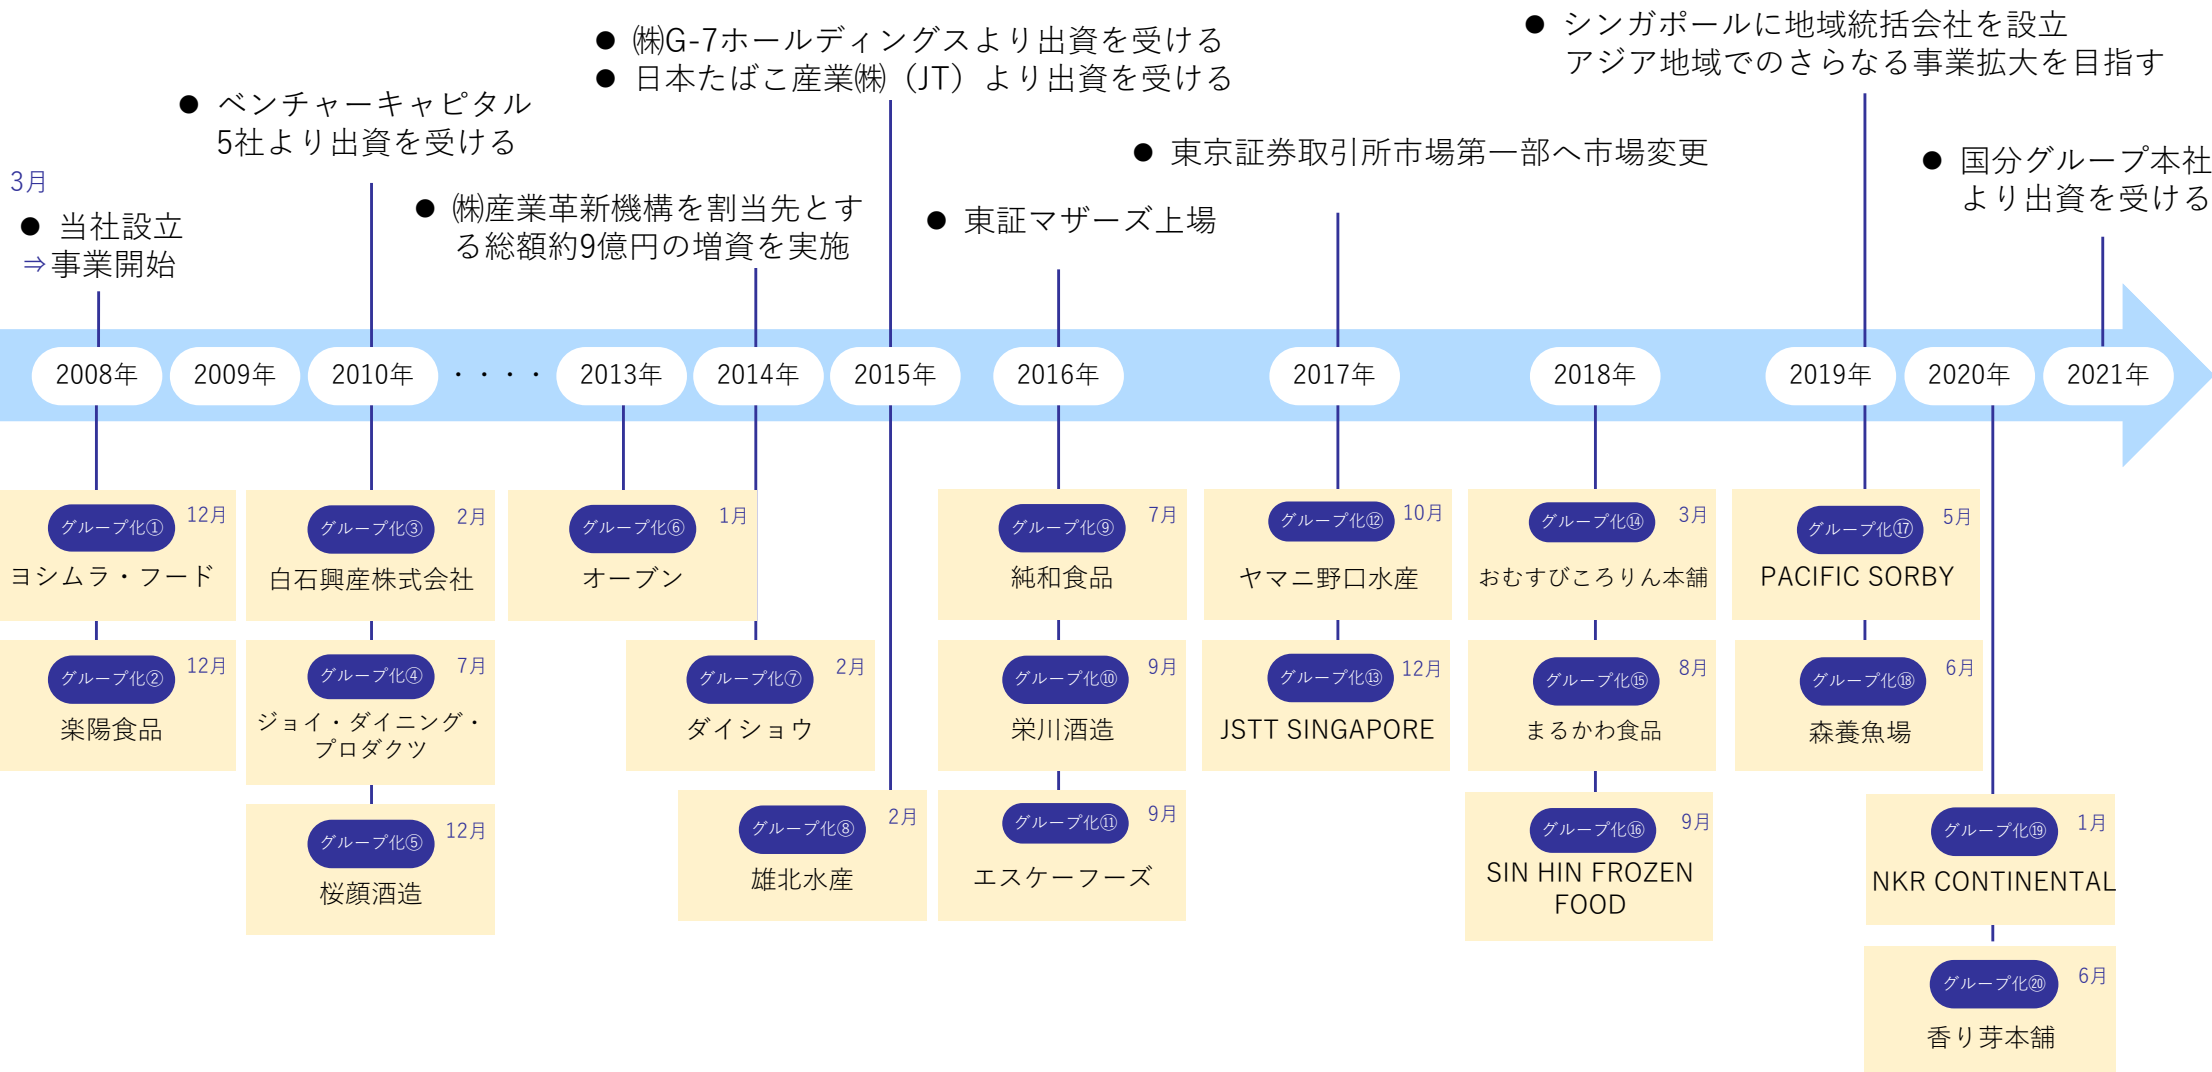 ● シンガポールに地域統括会社を設立
アジア地域でのさらなる事業拡大を目指す
● ㈱G-7ホールディングスより出資を受ける
● 日本たばこ産業㈱（JT）より出資を受ける
● ベンチャーキャピタル
5社より出資を受ける
● 東京証券取引所市場第一部へ市場変更
● 国分グループ本社
より出資を受ける
3月
● 当社設立
⇒事業開始
● ㈱産業革新機構を割当先とす
る総額約9億円の増資を実施
● 東証マザーズ上場
2008年
2009年
2010年
・・・・
2013年
2014年
2015年
2016年
2017年
2018年
2019年
2020年
2021年
グループ化①
12月
ヨシムラ・フード
グループ化②
12月
楽陽食品
グループ化③
2月
白石興産株式会社
グループ化④
7月
ジョイ・ダイニング・
プロダクツ
グループ化⑤
12月
桜顔酒造
グループ化⑥
1月
オーブン
グループ化⑦
2月
ダイショウ
グループ化⑧
2月
雄北水産
グループ化⑨
7月
純和食品
グループ化⑩
9月
栄川酒造
グループ化⑪
9月
エスケーフーズ
グループ化⑫
10月
ヤマニ野口水産
グループ化⑬
12月
JSTT SINGAPORE
グループ化⑭
3月
おむすびころりん本舗
グループ化⑮
8月
まるかわ食品
グループ化⑯
9月
SIN HIN FROZEN
FOOD
グループ化⑰
5月
PACIFIC SORBY
グループ化⑱
6月
森養魚場
グループ化⑲
1月
NKR CONTINENTAL
グループ化⑳
6月
香り芽本舗